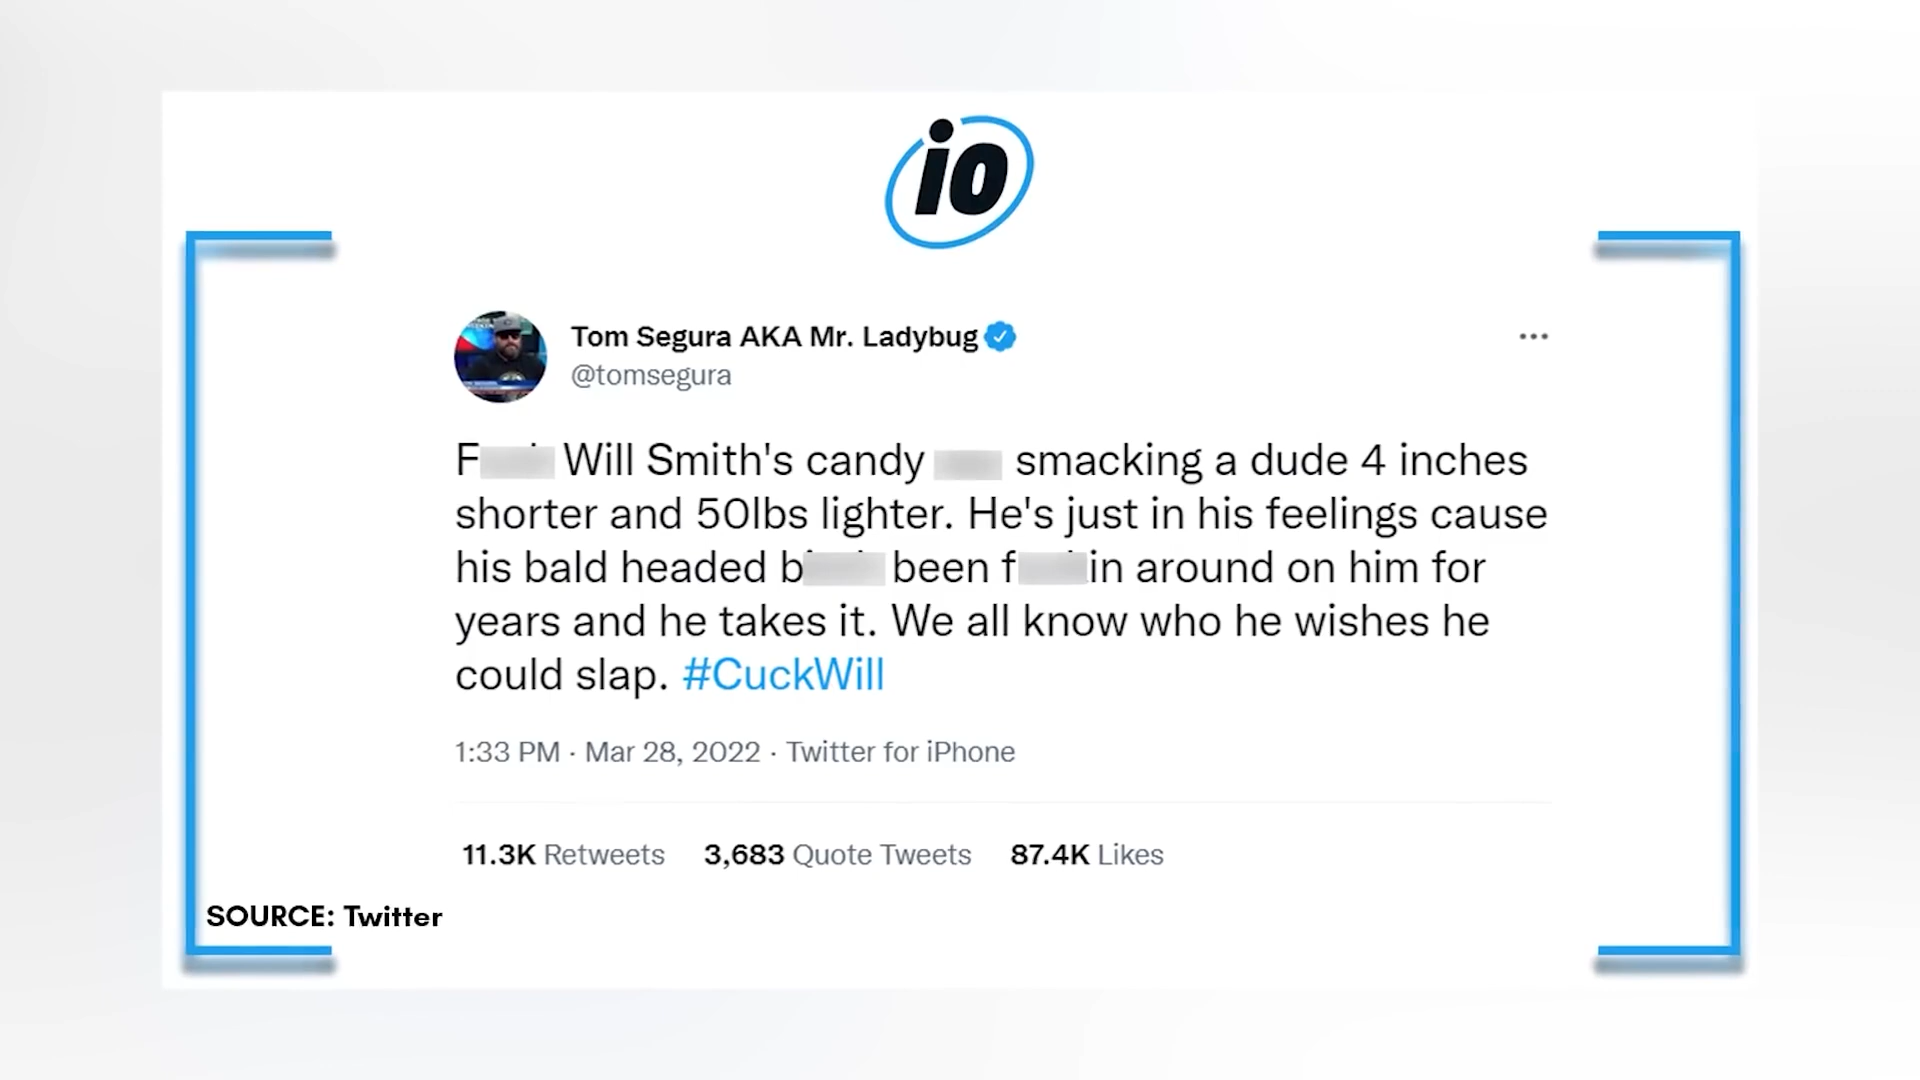 io
Tom Segura AKA Mr. Ladybug
@tomsegura
F Will Smith's candy smacking a dude 4 inches
shorter and 50lbs lighter. He's just in his feelings cause
his bald headed b been f in around on him for
years and he takes it. We all know who he wishes he
could slap. #CuckWill
1:33 PM · Mar 28, 2022 · Twitter for iPhone
11.3K Retweets 3,683 Quote Tweets 87.4K Likes
SOURCE: Twitter